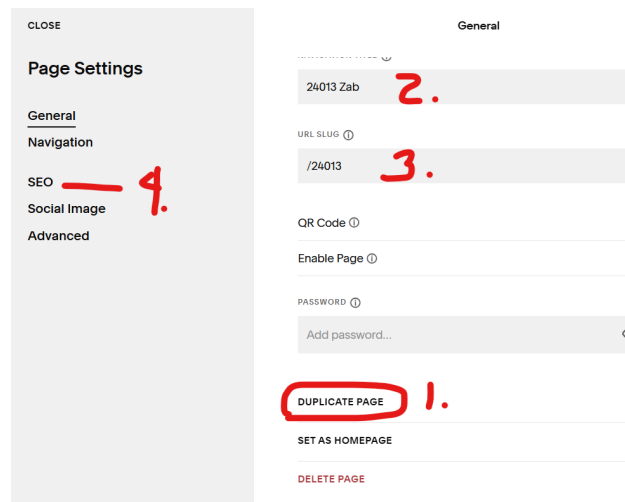 CLOSE
General
Page Settings
24013 Zab 2.
General
Navigation
URL SLUG
/24013 3.
SEO 4.
Social Image
Advanced
QR Code
Enable Page
PASSWORD
Add password...
DUPLICATE PAGE 1.
SET AS HOMEPAGE
DELETE PAGE